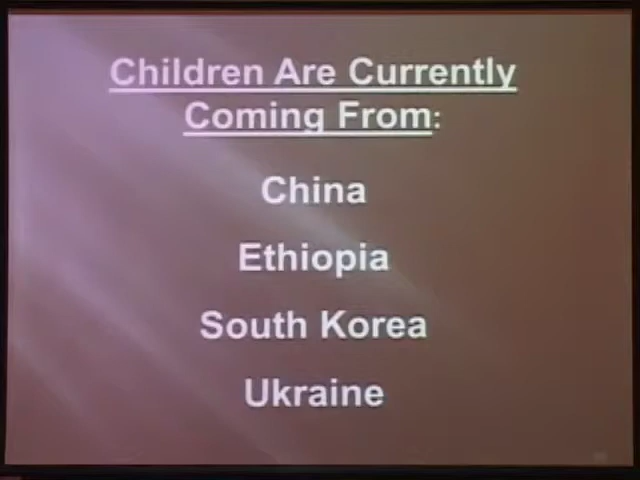 Children Are Currently
Coming From:
China
Ethiopia
South Korea
Ukraine